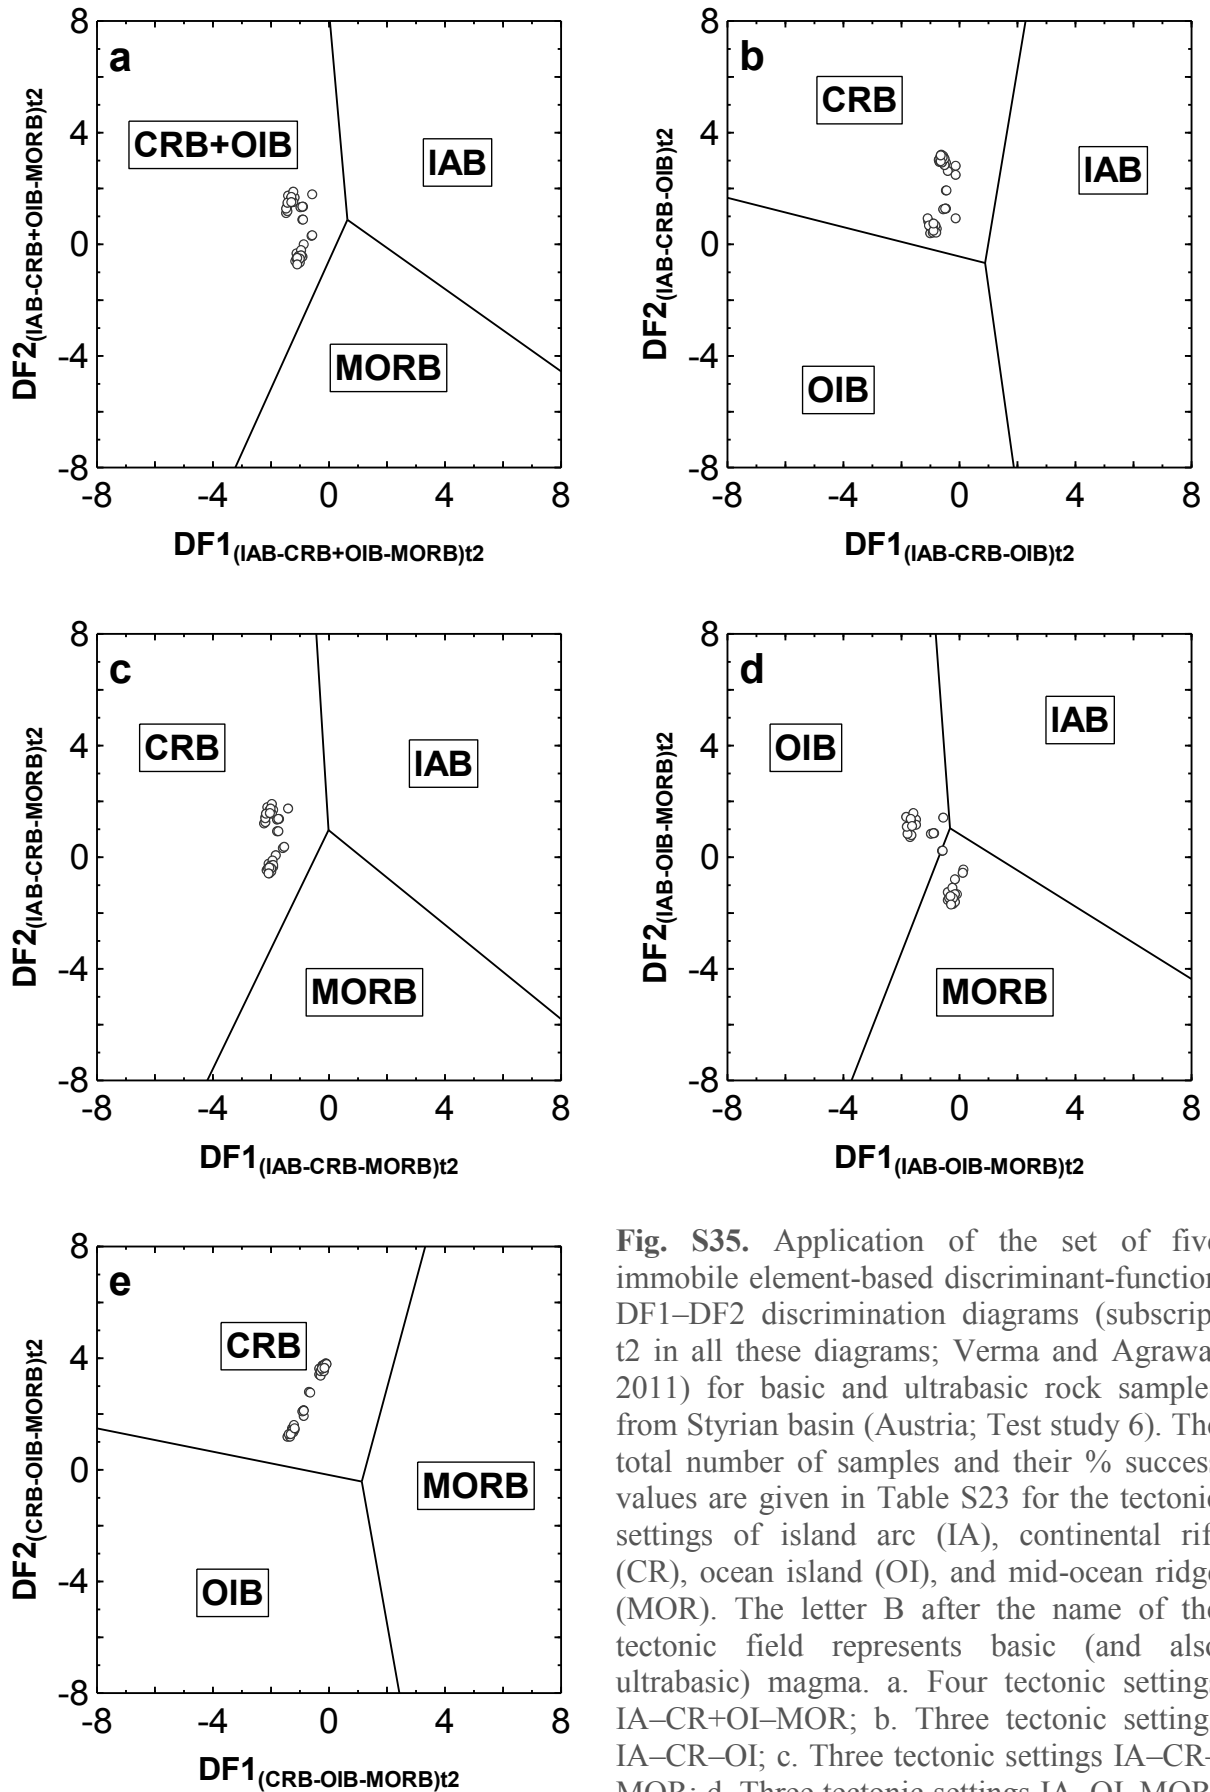 8
a
CRB+OIB
IAB
MORB
4
0
-4
-8
-8 -4 0 4 8
DF2(IAB-CRB+OIB-MORB)t2
DF1(IAB-CRB+OIB-MORB)t2
8
b
CRB
IAB
OIB
4
0
-4
-8
-8 -4 0 4 8
DF2(IAB-CRB-OIB)t2
DF1(IAB-CRB-OIB)t2
8
c
CRB
IAB
MORB
4
0
-4
-8
-8 -4 0 4 8
DF2(IAB-CRB-MORB)t2
DF1(IAB-CRB-MORB)t2
8
d
OIB
IAB
MORB
4
0
-4
-8
-8 -4 0 4 8
DF2(IAB-OIB-MORB)t2
DF1(IAB-OIB-MORB)t2
8
e
CRB
MORB
OIB
4
0
-4
-8
-8 -4 0 4 8
DF2(CRB-OIB-MORB)t2
DF1(CRB-OIB-MORB)t2
Fig. S35. Application of the set of five
immobile element-based discriminant-function
DF1–DF2 discrimination diagrams (subscrip
t2 in all these diagrams; Verma and Agrawa
2011) for basic and ultrabasic rock sample
from Styrian basin (Austria; Test study 6). The
total number of samples and their % success
values are given in Table S23 for the tectonic
settings of island arc (IA), continental rif
(CR), ocean island (OI), and mid-ocean ridge
(MOR). The letter B after the name of the
tectonic field represents basic (and also
ultrabasic) magma. a. Four tectonic settings
IA–CR+OI–MOR; b. Three tectonic setting
IA–CR–OI; c. Three tectonic settings IA–CR–
MOR; d. Three tectonic settings IA–OI–MOR